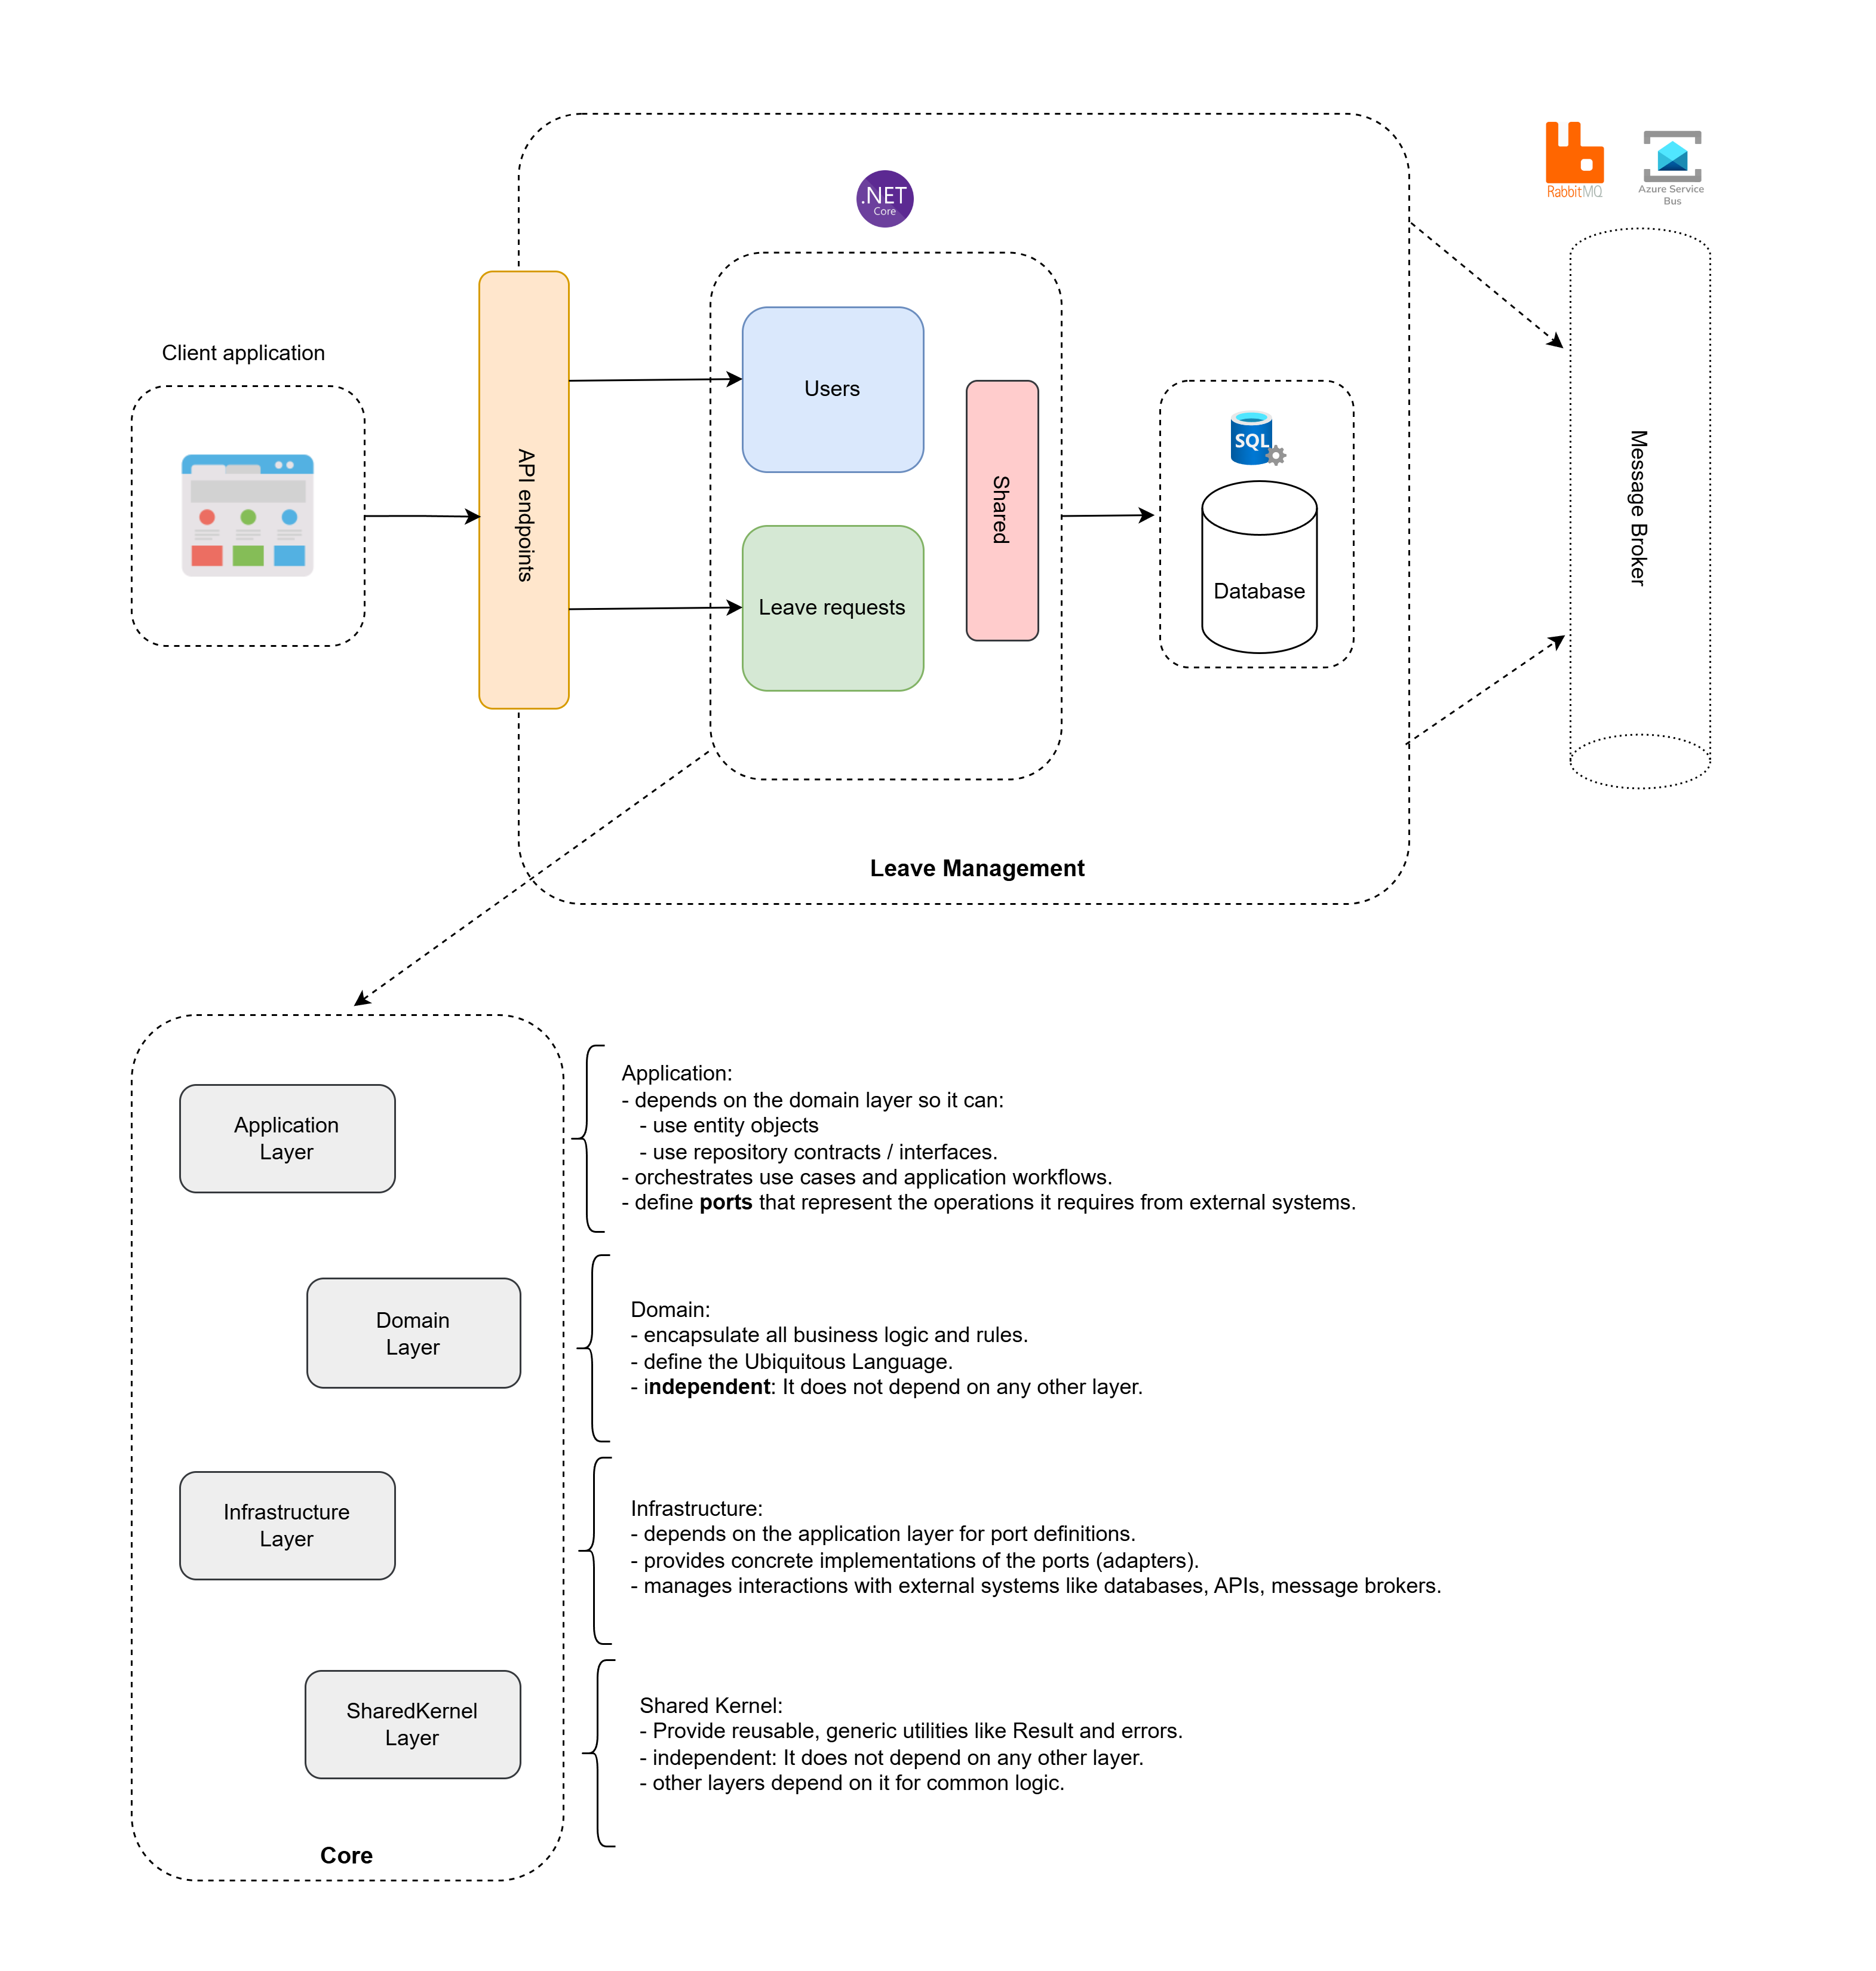 .NET
Core
RabbitMQ
Azure Service
Bus
Client application
API endpoints
Users
Leave requests
Shared
SQL
Database
Message Broker
Leave Management
Application
Layer
Application:
- depends on the domain layer so it can:
- use entity objects
- use repository contracts / interfaces.
- orchestrates use cases and application workflows.
- define ports that represent the operations it requires from external systems.
Domain
Layer
Domain:
- encapsulate all business logic and rules.
- define the Ubiquitous Language.
- independent: It does not depend on any other layer.
Infrastructure
Layer
Infrastructure:
- depends on the application layer for port definitions.
- provides concrete implementations of the ports (adapters).
- manages interactions with external systems like databases, APIs, message brokers.
SharedKernel
Layer
Shared Kernel:
- Provide reusable, generic utilities like Result and errors.
- independent: It does not depend on any other layer.
- other layers depend on it for common logic.
Core